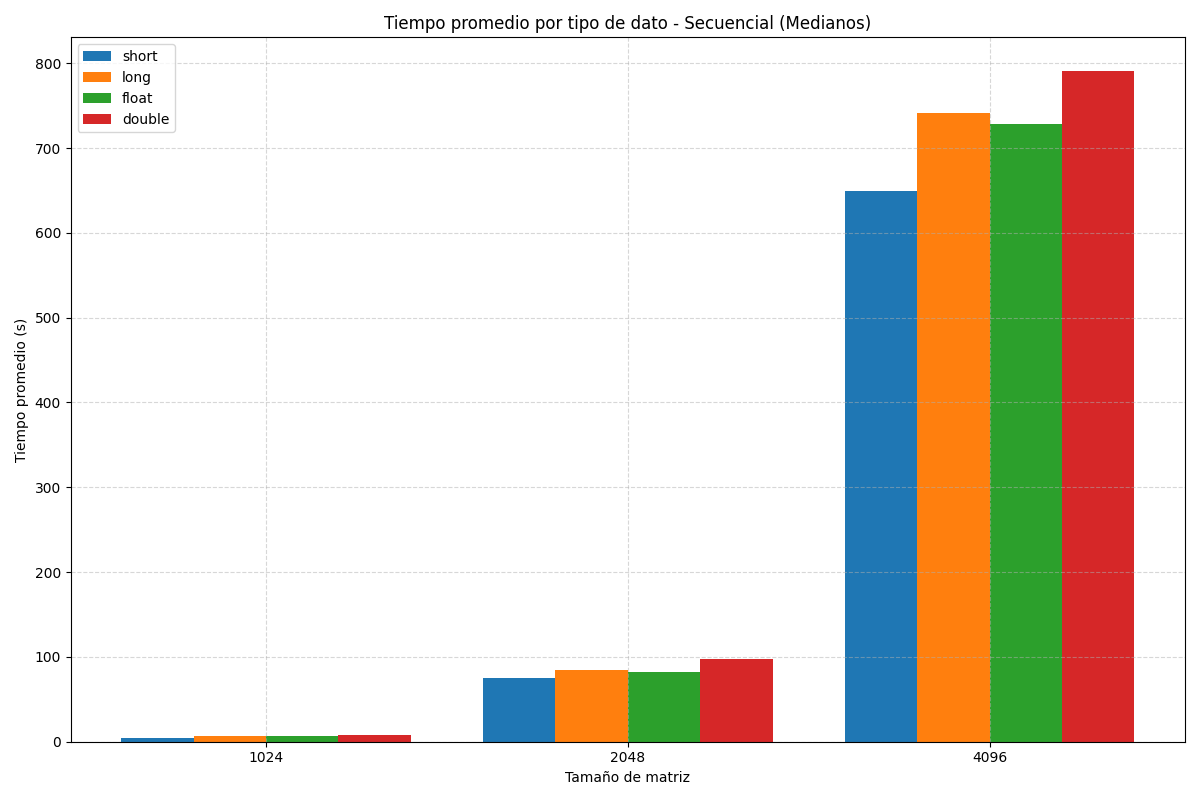 Tiempo promedio por tipo de dato - Secuencial (Medianos)
short
long
float
double
Tiempo promedio (s)
800
700
600
500
400
300
200
100
0
1024
2048
4096
Tamaño de matriz